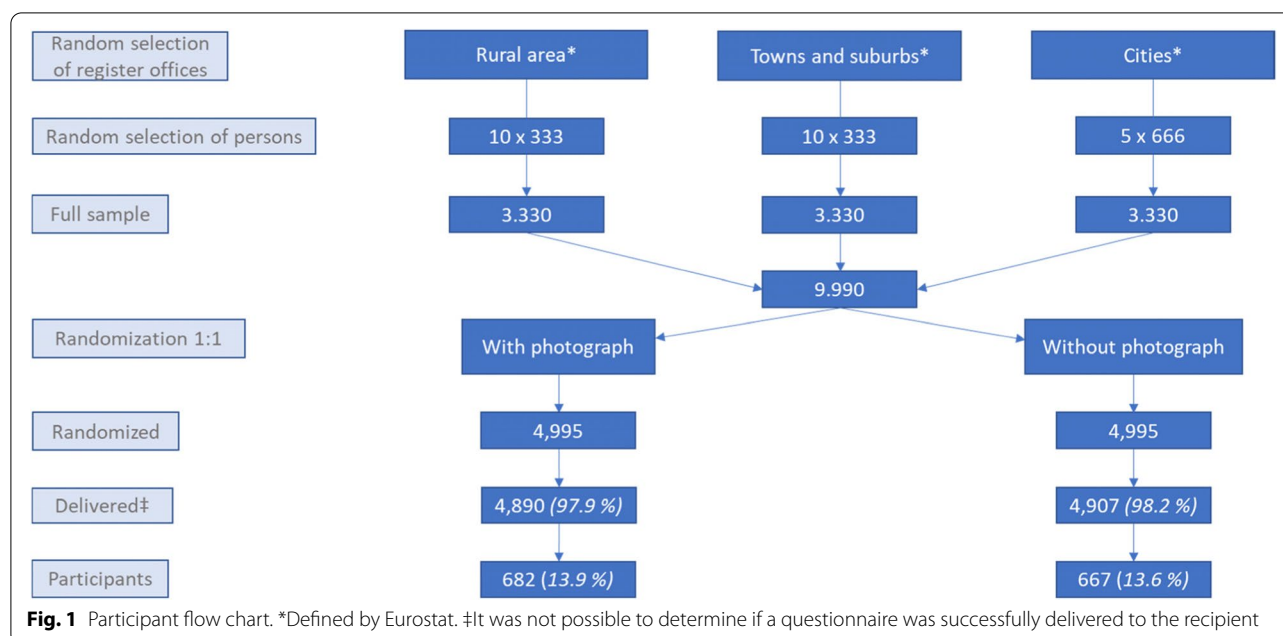 Random selection
of register offices
Rural area*
Towns and suburbs*
Cities*
Random selection of persons
10 x 333
10 x 333
5 x 666
Full sample
3.330
3.330
3.330
9.990
Randomization 1:1
With photograph
Without photograph
Randomized
4,995
4,995
Delivered‡
4,890 (97.9 %)
4,907 (98.2 %)
Participants
682 (13.9 %)
667 (13.6 %)
Fig. 1 Participant flow chart. *Defined by Eurostat. ‡It was not possible to determine if a questionnaire was successfully delivered to the recipient